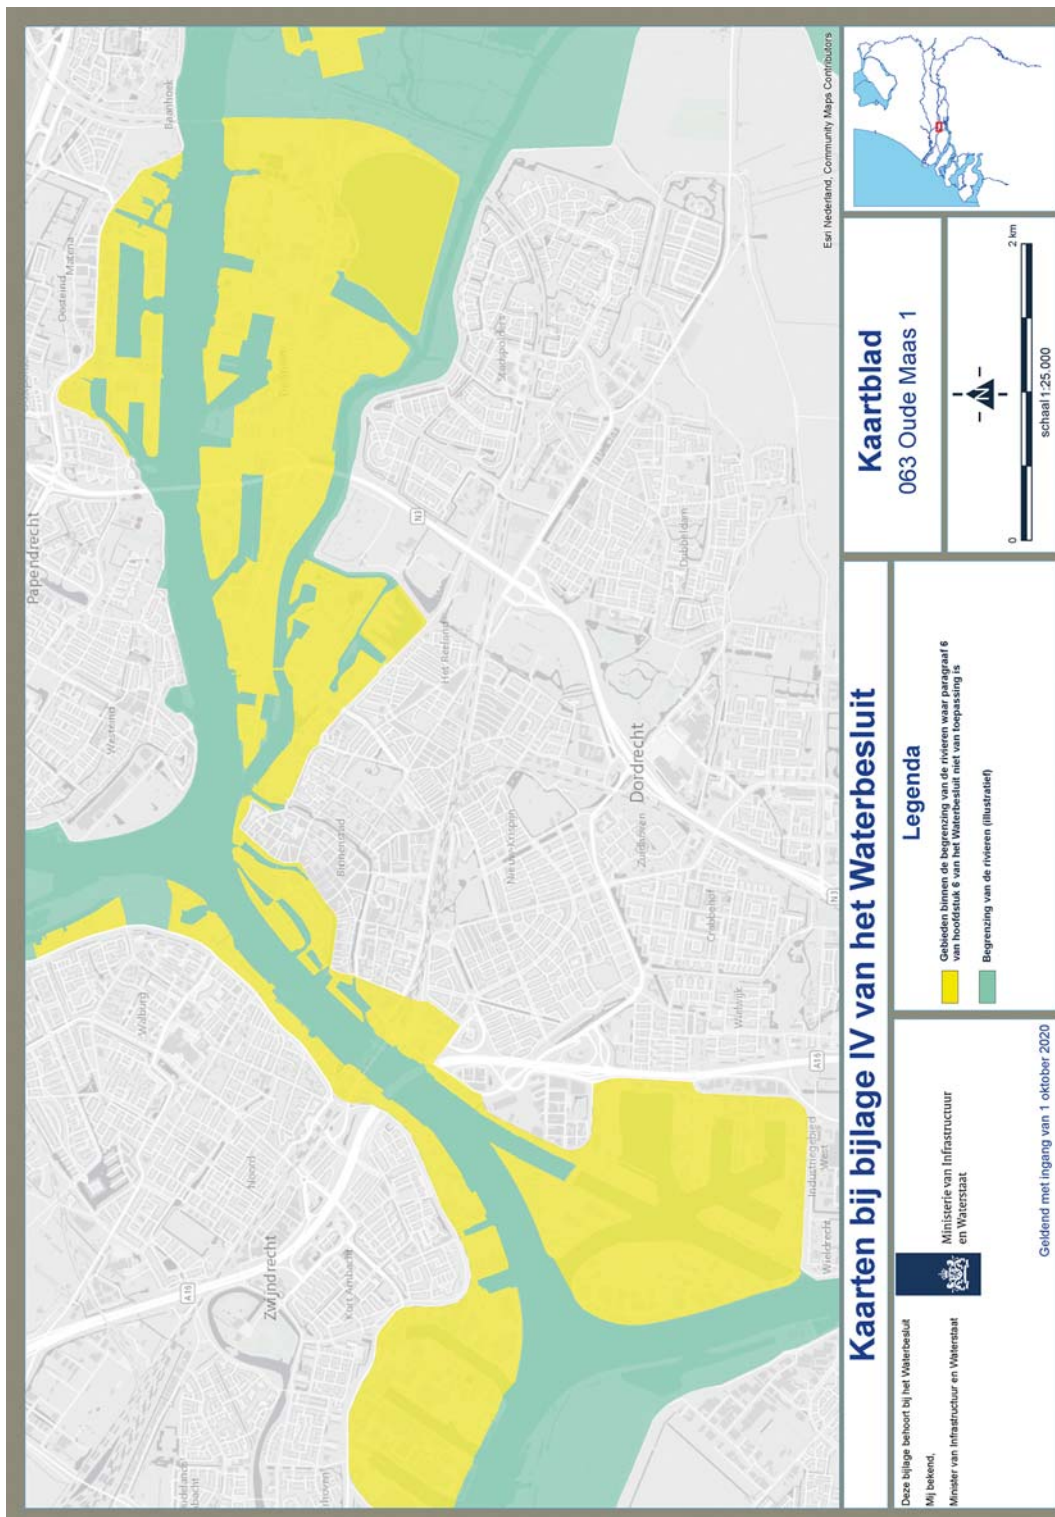 Papendrecht
Oosteind
Matena
Baanhoek
Westeind
Walburg
Noord
Zwijndrecht
Kort Ambacht
A16
Binnenstad
Het Reeland
N3
Stadspolders
Dubbeldam
Nieuw Krispijn
Dordrecht
Zuidhoven
Crabbehof
Wielwijk
A16
N3
Industriegebied
West
Wieldrecht
Esri Nederland, Community Maps Contributors
Kaarten bij bijlage IV van het Waterbesluit
Deze bijlage behoort bij het Waterbesluit
Mij bekend,
Minister van Infrastructuur en Waterstaat
Ministerie van Infrastructuur
en Waterstaat
Geldend met ingang van 1 oktober 2020
Legenda
Gebieden binnen de begrenzing van de rivieren waar paragraaf 6
van hoofdstuk 6 van het Waterbesluit niet van toepassing is
Begrenzing van de rivieren (illustratief)
Kaartblad
063 Oude Maas 1
N
0
2 km
schaal 1:25.000